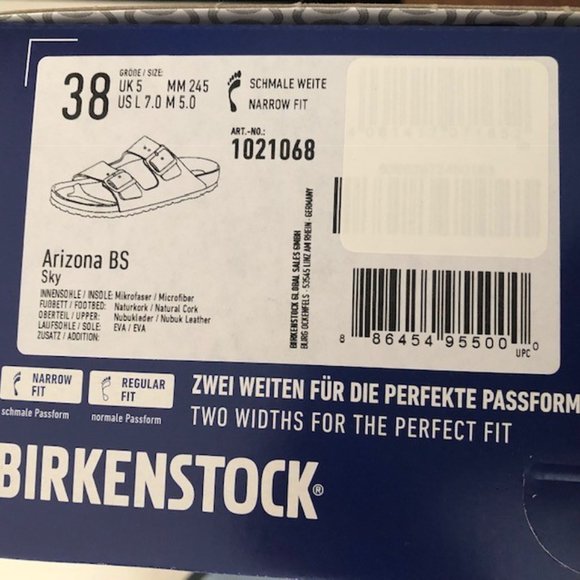 38
GRÖßE / SIZE:
UK 5 MM 245
US L 7.0 M 5.0
SCHMALE WEITE
NARROW FIT
ART.-NO.:
1021068
Arizona BS
Sky
INNENSOHLE / INSOLE: Mikrofaser / Microfiber
FUßBETT / FOOTBED: Naturkork / Natural Cork
OBERTEIL / UPPER: Nubukleder / Nubuk Leather
LAUFSOHLE / SOLE: EVA / EVA
ZUSATZ / ADDITION:
BIRKENSTOCK GLOBAL SALES GMBH
BURG OCKENFELS · 53545 LINZ AM RHEIN · GERMANY
8 86454 95500 0
UPC
NARROW FIT
schmale Passform
REGULAR FIT
normale Passform
ZWEI WEITEN FÜR DIE PERFEKTE PASSFORM
TWO WIDTHS FOR THE PERFECT FIT
BIRKENSTOCK®